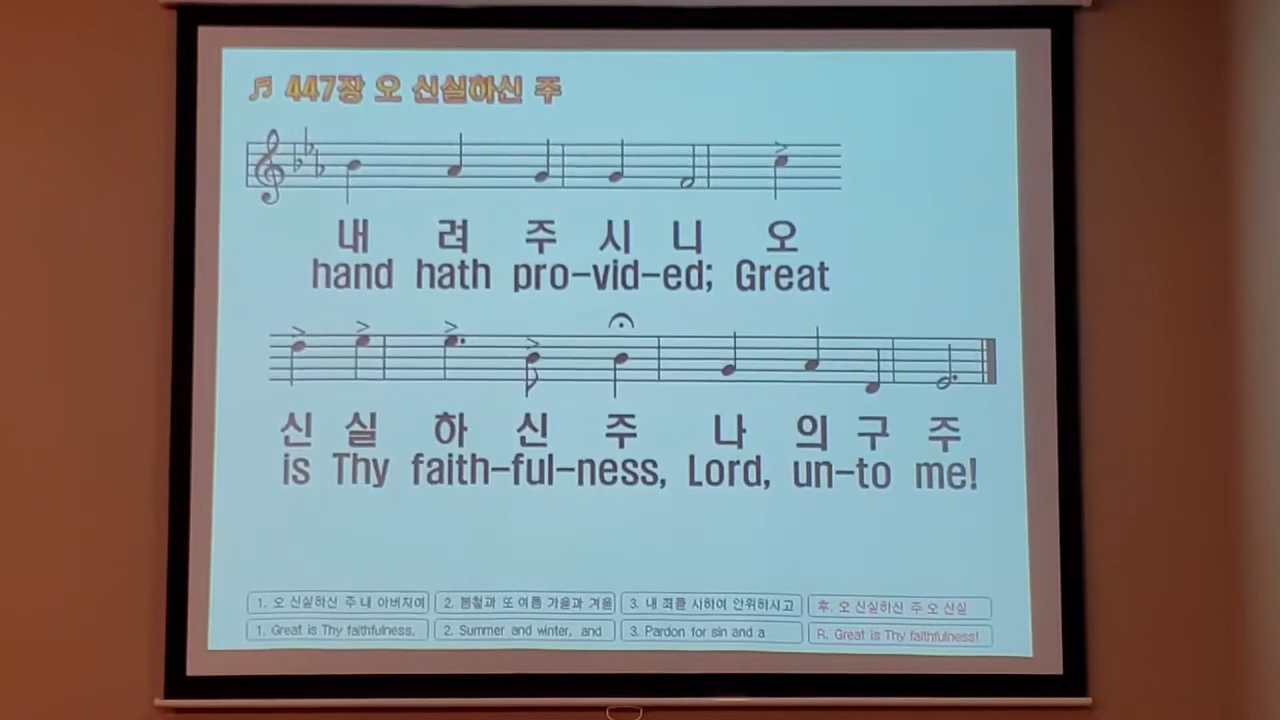 ♬ 447장 오 신실하신 주
내 려 주 시 니 오
hand hath pro-vid-ed; Great
신 실 하 신 주 나 의 구 주
is Thy faith-ful-ness, Lord, un-to me!
1. 오 신실하신 주 내 아버지여
2. 봄철과 또 여름 가을과 겨울
3. 내 죄를 사하여 안위하시고
후. 오 신실하신 주 오 신실
1. Great is Thy faithfulness,
2. Summer and winter, and
3. Pardon for sin and a
R. Great is Thy faithfulness!